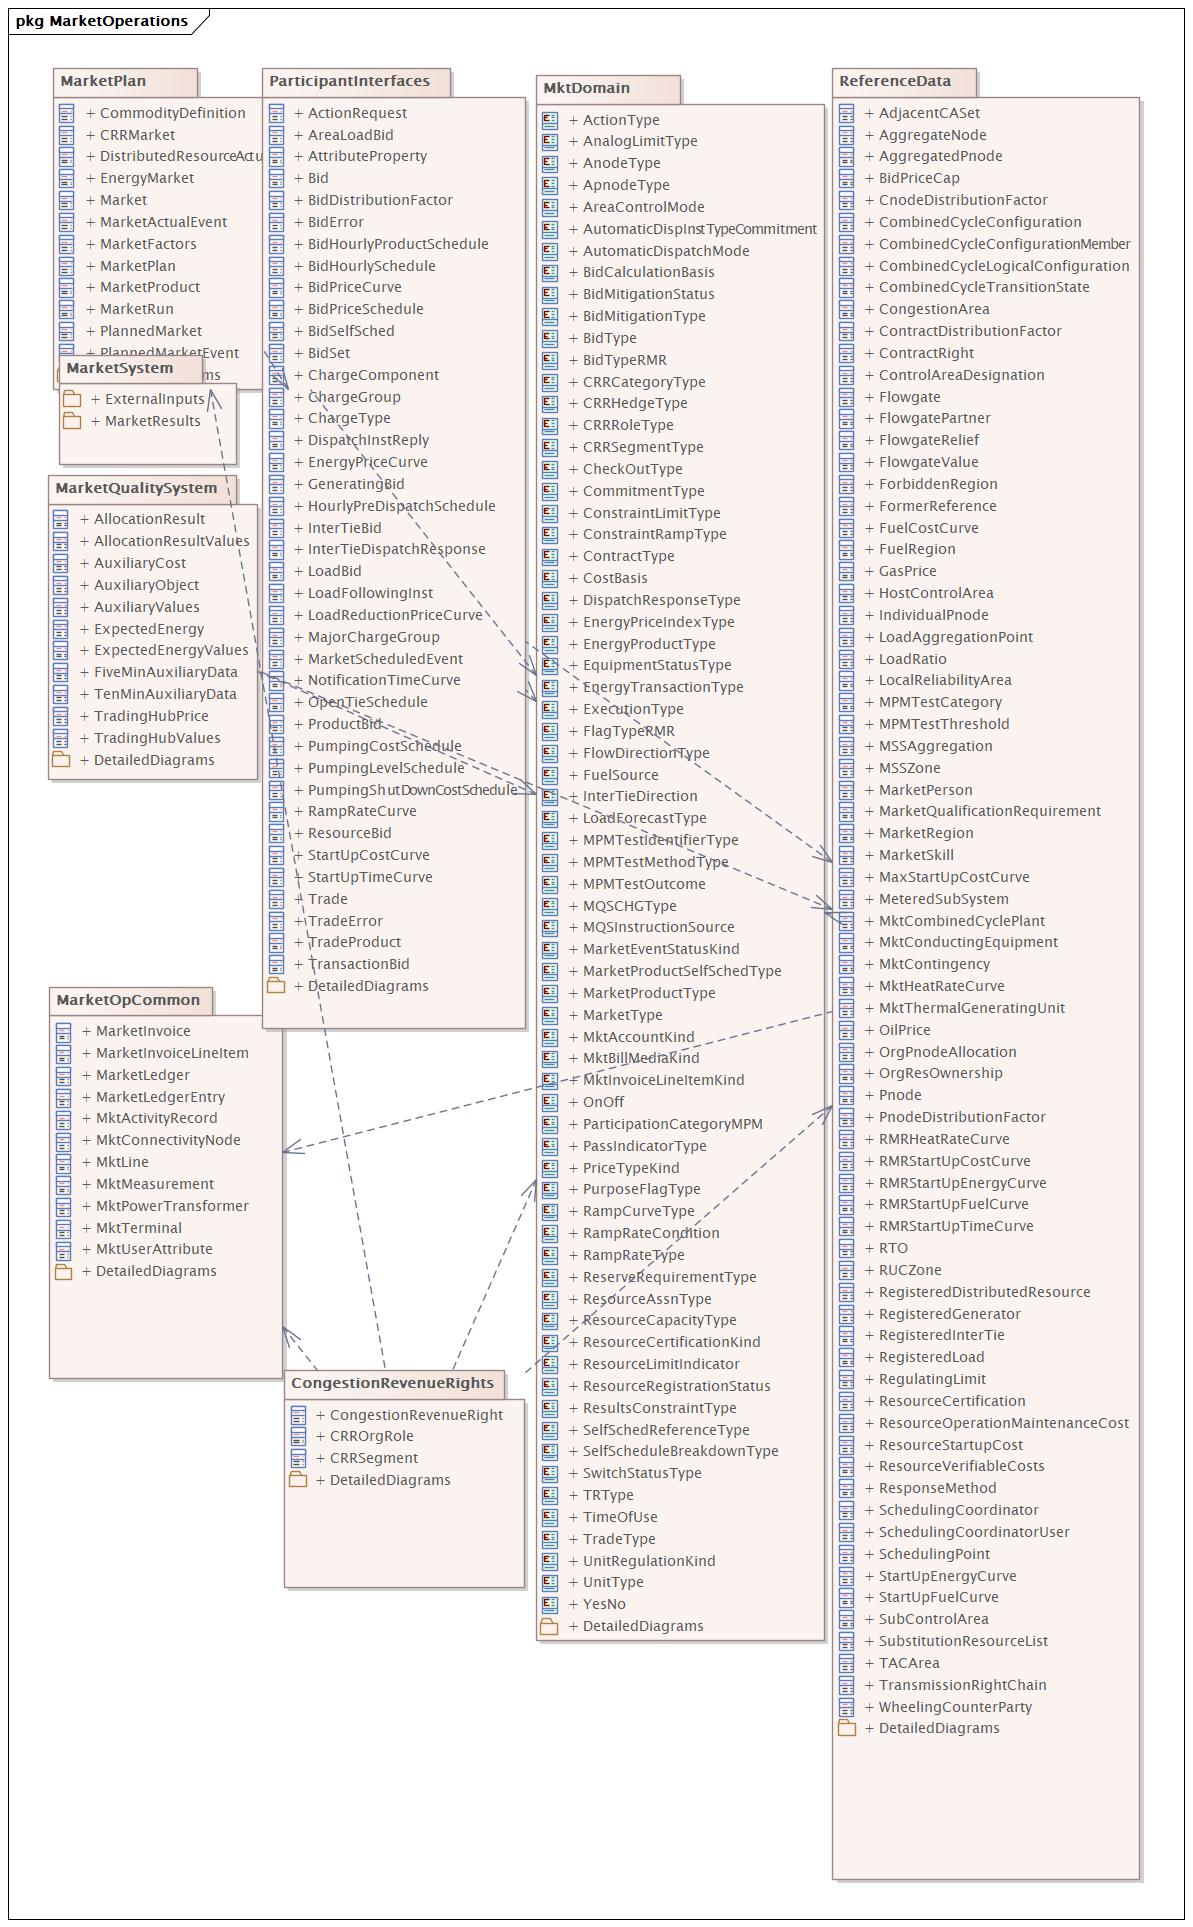 pkg MarketOperations
MarketPlan
+ CommodityDefinition
+ CRRMarket
+ DistributedResourceActu
+ EnergyMarket
+ Market
+ MarketActualEvent
+ MarketFactors
+ MarketPlan
+ MarketProduct
+ MarketRun
+ PlannedMarket
+ PlannedMarketEvent
ms
MarketSystem
+ ExternalInputs
+ MarketResults
MarketQualitySystem
+ AllocationResult
+ AllocationResultValues
+ AuxiliaryCost
+ AuxiliaryObject
+ AuxiliaryValues
+ ExpectedEnergy
+ ExpectedEnergyValues
+ FiveMinAuxiliaryData
+ TenMinAuxiliaryData
+ TradingHubPrice
+ TradingHubValues
+ DetailedDiagrams
MarketOpCommon
+ MarketInvoice
+ MarketInvoiceLineItem
+ MarketLedger
+ MarketLedgerEntry
+ MktActivityRecord
+ MktConnectivityNode
+ MktLine
+ MktMeasurement
+ MktPowerTransformer
+ MktTerminal
+ MktUserAttribute
+ DetailedDiagrams
ParticipantInterfaces
+ ActionRequest
+ AreaLoadBid
+ AttributeProperty
+ Bid
+ BidDistributionFactor
+ BidError
+ BidHourlyProductSchedule
+ BidHourlySchedule
+ BidPriceCurve
+ BidPriceSchedule
+ BidSelfSched
+ BidSet
+ ChargeComponent
+ ChargeGroup
+ ChargeType
+ DispatchInstReply
+ EnergyPriceCurve
+ GeneratingBid
+ HourlyPreDispatchSchedule
+ InterTieBid
+ InterTieDispatchResponse
+ LoadBid
+ LoadFollowingInst
+ LoadReductionPriceCurve
+ MajorChargeGroup
+ MarketScheduledEvent
+ NotificationTimeCurve
+ OpenTieSchedule
+ ProductBid
+ PumpingCostSchedule
+ PumpingLevelSchedule
+ PumpingShutDownCostSchedule
+ RampRateCurve
+ ResourceBid
+ StartUpCostCurve
+ StartUpTimeCurve
+ Trade
+ TradeError
+ TradeProduct
+ TransactionBid
+ DetailedDiagrams
CongestionRevenueRights
+ CongestionRevenueRight
+ CRROrgRole
+ CRRSegment
+ DetailedDiagrams
MktDomain
+ ActionType
+ AnalogLimitType
+ AnodeType
+ ApnodeType
+ AreaControlMode
+ AutomaticDispInstTypeCommitment
+ AutomaticDispatchMode
+ BidCalculationBasis
+ BidMitigationStatus
+ BidMitigationType
+ BidType
+ BidTypeRMR
+ CRRCategoryType
+ CRRHedgeType
+ CRRRoleType
+ CRRSegmentType
+ CheckOutType
+ CommitmentType
+ ConstraintLimitType
+ ConstraintRampType
+ ContractType
+ CostBasis
+ DispatchResponseType
+ EnergyPriceIndexType
+ EnergyProductType
+ EquipmentStatusType
+ EnergyTransactionType
+ ExecutionType
+ FlagTypeRMR
+ FlowDirectionType
+ FuelSource
+ InterTieDirection
+ LoadForecastType
+ MPMTestIdentifierType
+ MPMTestMethodType
+ MPMTestOutcome
+ MQSCHGType
+ MQSInstructionSource
+ MarketEventStatusKind
+ MarketProductSelfSchedType
+ MarketProductType
+ MarketType
+ MktAccountKind
+ MktBillMediaKind
+ MktInvoiceLineItemKind
+ OnOff
+ ParticipationCategoryMPM
+ PassIndicatorType
+ PriceTypeKind
+ PurposeFlagType
+ RampCurveType
+ RampRateCondition
+ RampRateType
+ ReserveRequirementType
+ ResourceAssnType
+ ResourceCapacityType
+ ResourceCertificationKind
+ ResourceLimitIndicator
+ ResourceRegistrationStatus
+ ResultsConstraintType
+ SelfSchedReferenceType
+ SelfScheduleBreakdownType
+ SwitchStatusType
+ TRType
+ TimeOfUse
+ TradeType
+ UnitRegulationKind
+ UnitType
+ YesNo
+ DetailedDiagrams
ReferenceData
+ AdjacentCASet
+ AggregateNode
+ AggregatedPnode
+ BidPriceCap
+ CnodeDistributionFactor
+ CombinedCycleConfiguration
+ CombinedCycleConfigurationMember
+ CombinedCycleLogicalConfiguration
+ CombinedCycleTransitionState
+ CongestionArea
+ ContractDistributionFactor
+ ContractRight
+ ControlAreaDesignation
+ Flowgate
+ FlowgatePartner
+ FlowgateRelief
+ FlowgateValue
+ ForbiddenRegion
+ FormerReference
+ FuelCostCurve
+ FuelRegion
+ GasPrice
+ HostControlArea
+ IndividualPnode
+ LoadAggregationPoint
+ LoadRatio
+ LocalReliabilityArea
+ MPMTestCategory
+ MPMTestThreshold
+ MSSAggregation
+ MSSZone
+ MarketPerson
+ MarketQualificationRequirement
+ MarketRegion
+ MarketSkill
+ MaxStartUpCostCurve
+ MeteredSubSystem
+ MktCombinedCyclePlant
+ MktConductingEquipment
+ MktContingency
+ MktHeatRateCurve
+ MktThermalGeneratingUnit
+ OilPrice
+ OrgPnodeAllocation
+ OrgResOwnership
+ Pnode
+ PnodeDistributionFactor
+ RMRHeatRateCurve
+ RMRStartUpCostCurve
+ RMRStartUpEnergyCurve
+ RMRStartUpFuelCurve
+ RMRStartUpTimeCurve
+ RTO
+ RUCZone
+ RegisteredDistributedResource
+ RegisteredGenerator
+ RegisteredInterTie
+ RegisteredLoad
+ RegulatingLimit
+ ResourceCertification
+ ResourceOperationMaintenanceCost
+ ResourceStartupCost
+ ResourceVerifiableCosts
+ ResponseMethod
+ SchedulingCoordinator
+ SchedulingCoordinatorUser
+ SchedulingPoint
+ StartUpEnergyCurve
+ StartUpFuelCurve
+ SubControlArea
+ SubstitutionResourceList
+ TACArea
+ TransmissionRightChain
+ WheelingCounterParty
+ DetailedDiagrams